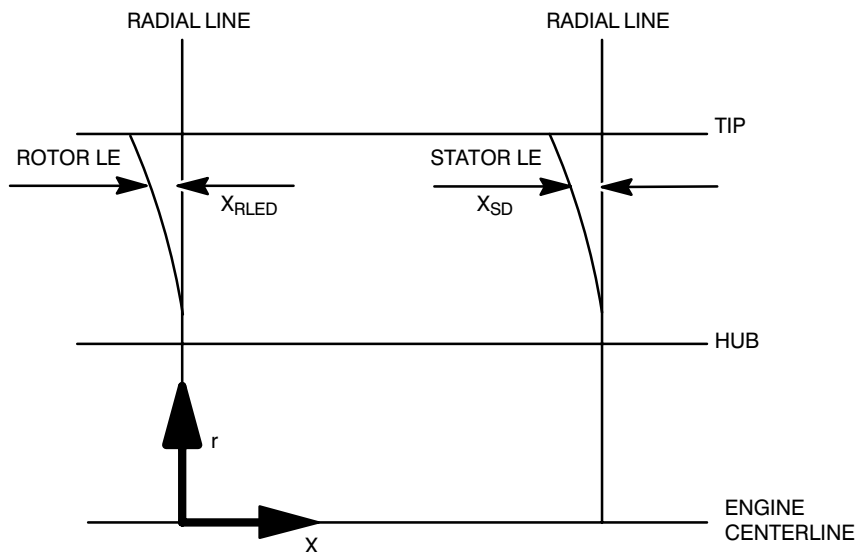 RADIAL LINE
RADIAL LINE
TIP
ROTOR LE
STATOR LE
XRLED
XSD
HUB
r
ENGINE
CENTERLINE
X